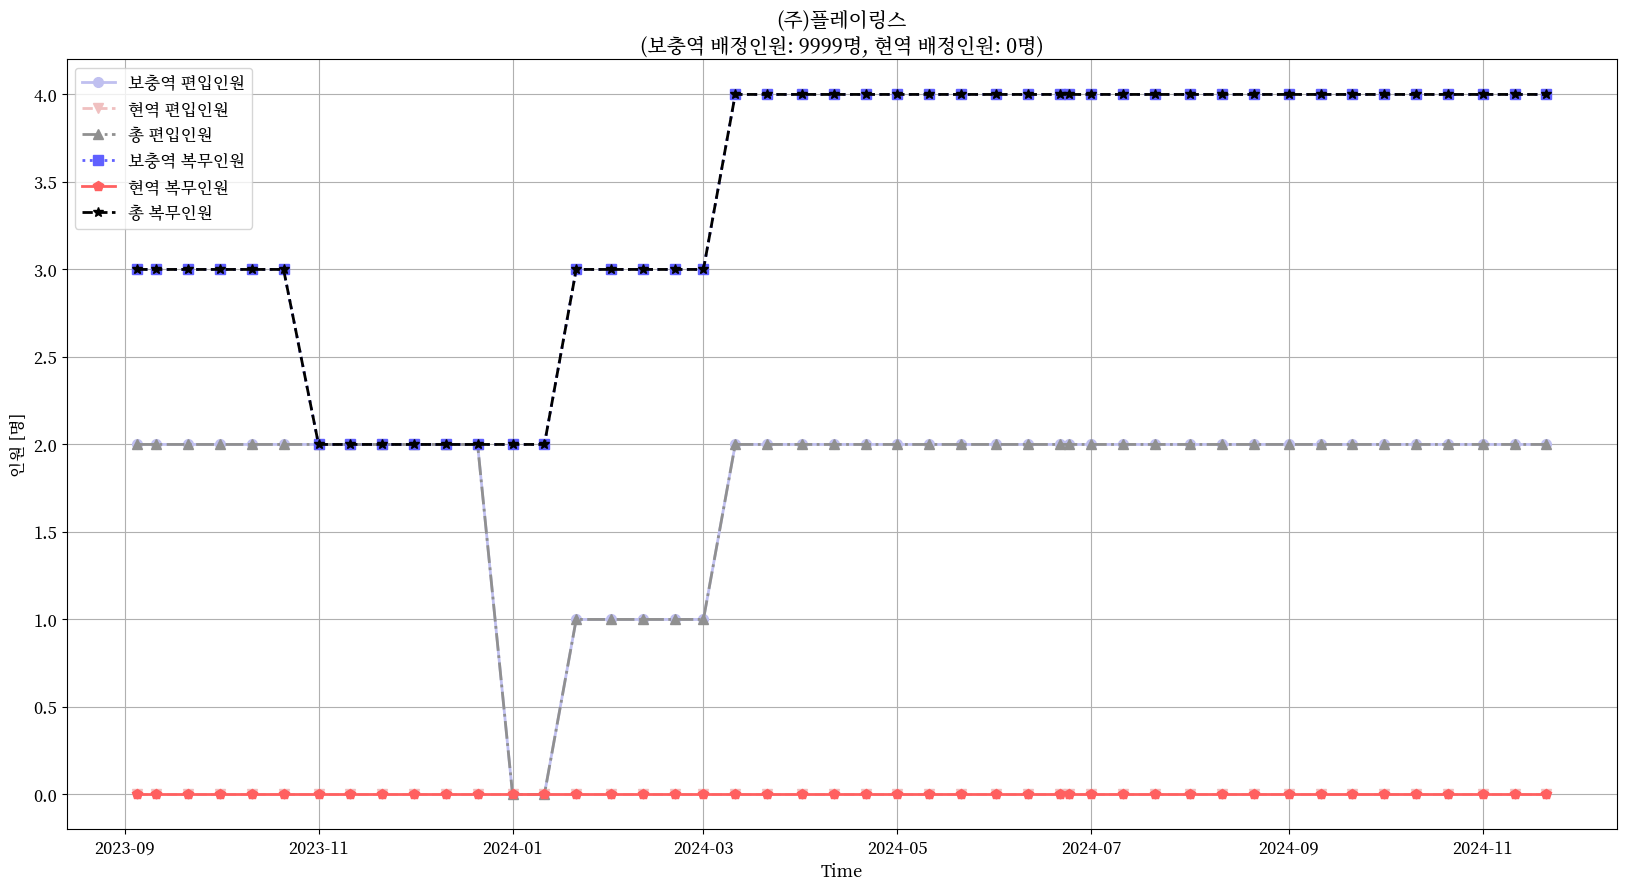 (주)플레이링스
(보충역 배정인원: 9999명, 현역 배정인원: 0명)
보충역 편입인원
현역 편입인원
총 편입인원
보충역 복무인원
현역 복무인원
총 복무인원
4.0
3.5
3.0
2.5
2.0
1.5
1.0
0.5
0.0
인원 [명]
2023-09 2023-11 2024-01 2024-03 2024-05 2024-07 2024-09 2024-11
Time